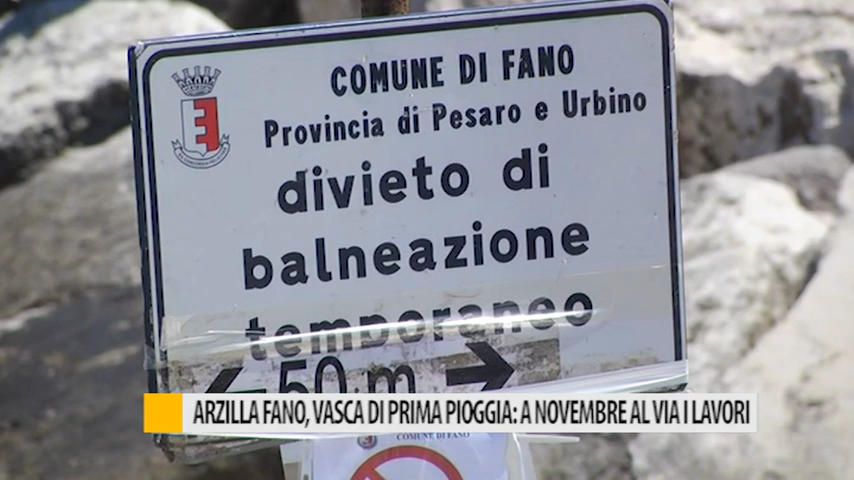 COMUNE DI FANO
Provincia di Pesaro e Urbino
divieto di
balneazione
temporaneo
50 m
ARZILLA FANO, VASCA DI PRIMA PIOGGIA: A NOVEMBRE AL VIA I LAVORI
COMUNE DI FANO